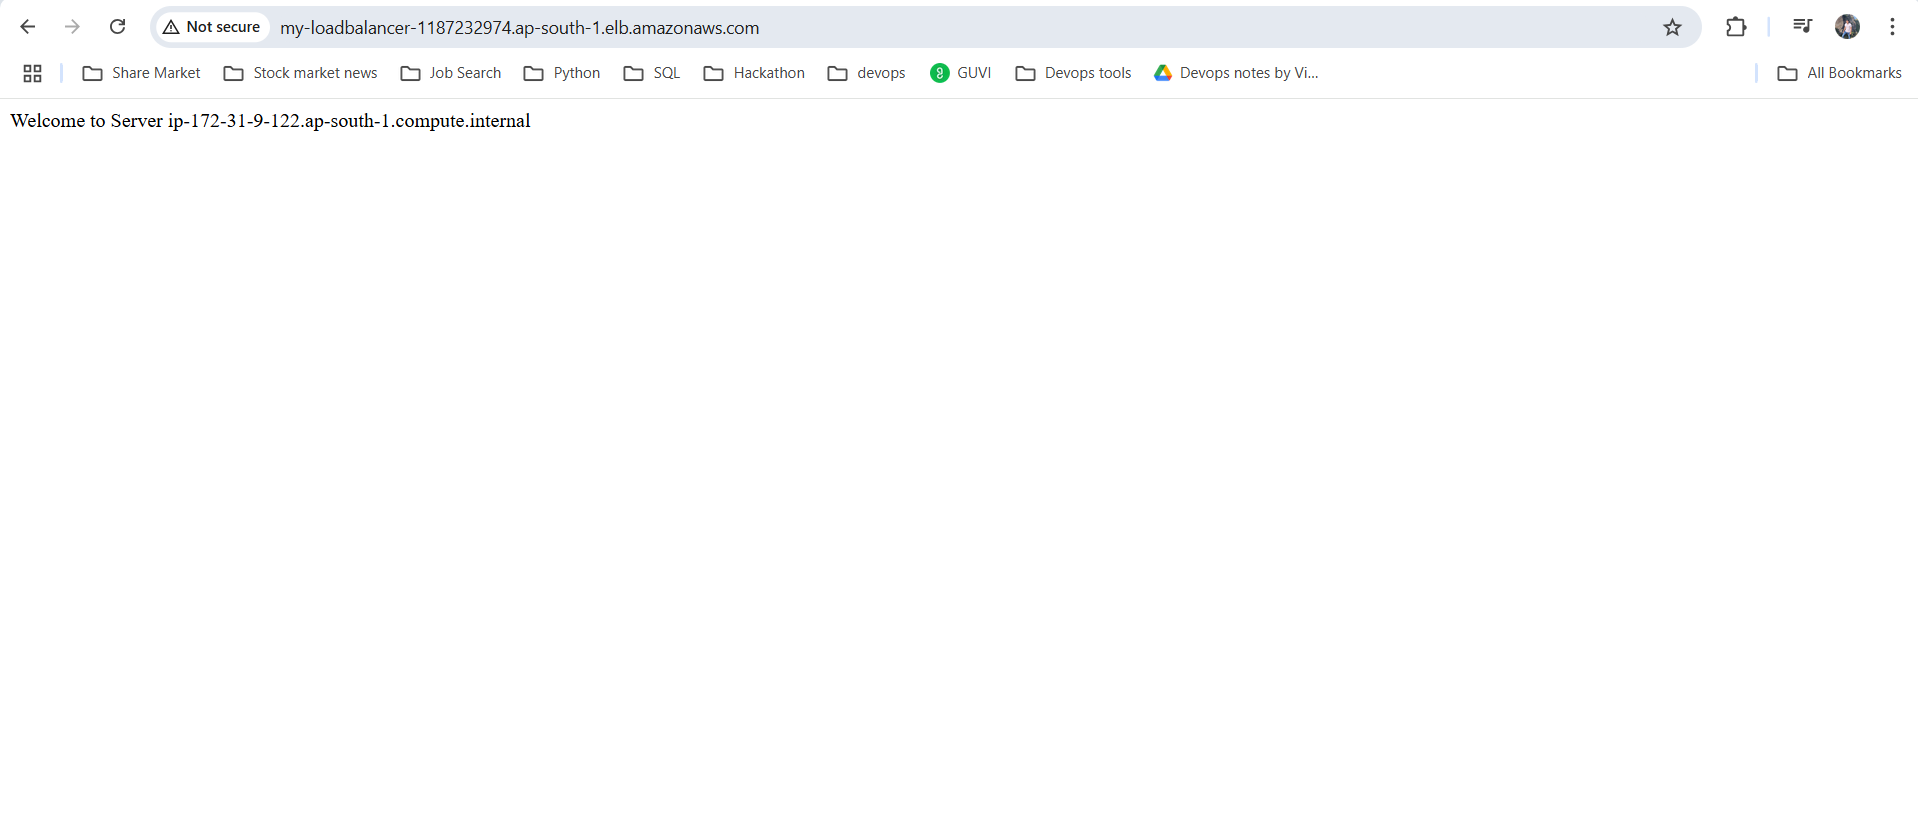 Not secure my-loadbalancer-1187232974.ap-south-1.elb.amazonaws.com
Share Market Stock market news Job Search Python SQL Hackathon devops GUVI Devops tools Devops notes by Vi... All Bookmarks
Welcome to Server ip-172-31-9-122.ap-south-1.compute.internal